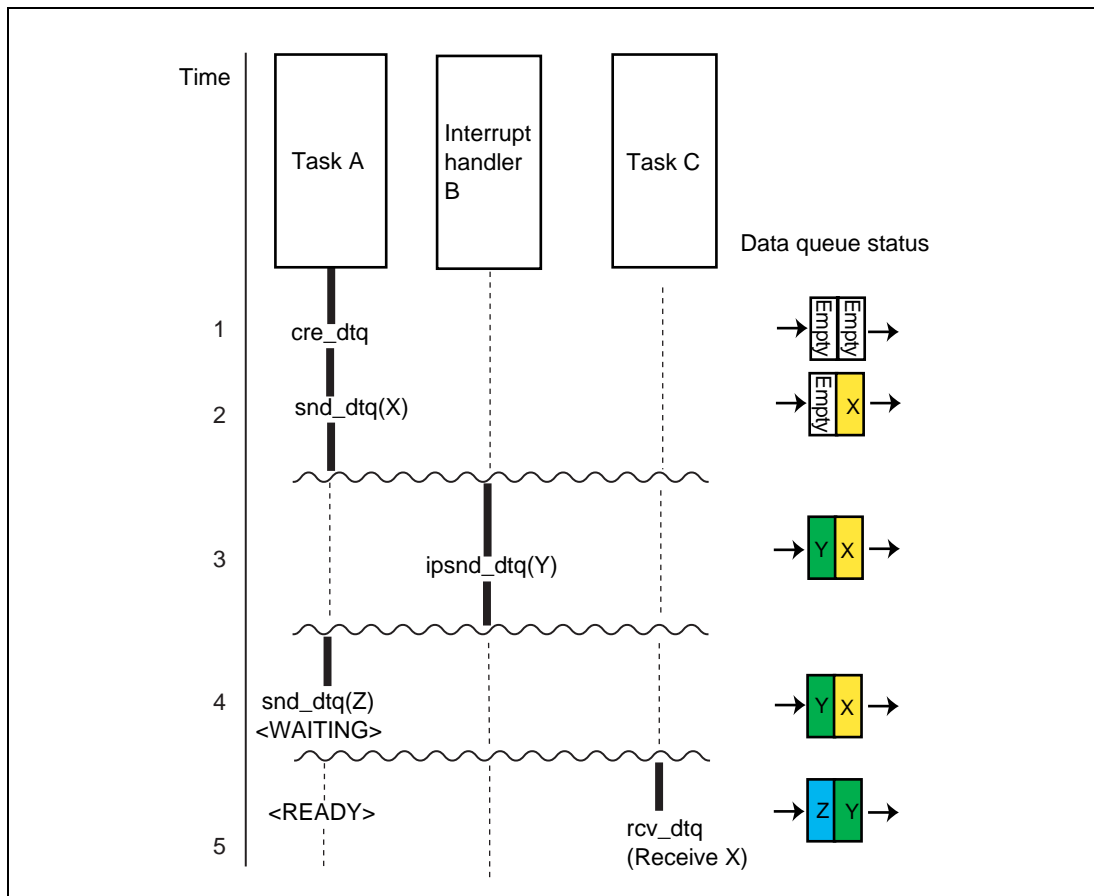 Time
Task A
Interrupt
handler
B
Task C
Data queue status
1
cre_dtq
Empty
Empty
2
snd_dtq(X)
Empty
X
3
ipsnd_dtq(Y)
Y
X
4
snd_dtq(Z)
<WAITING>
Y
X
<READY>
5
rcv_dtq
(Receive X)
Z
Y